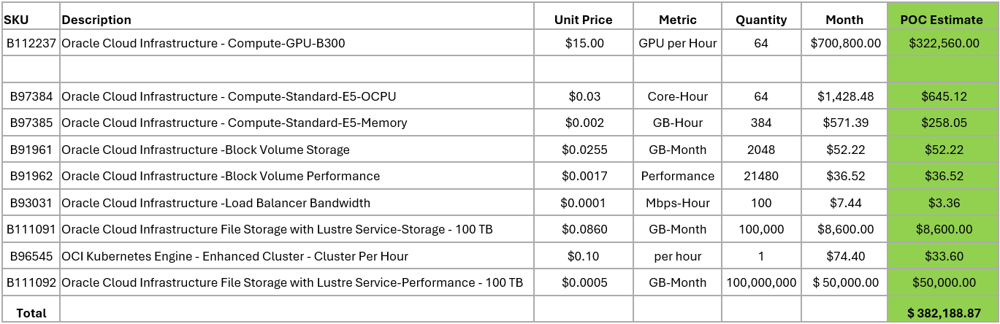 SKU Description Unit Price Metric Quantity Month POC Estimate
B112237 Oracle Cloud Infrastructure - Compute-GPU-B300 $15.00 GPU per Hour 64 $700,800.00 $322,560.00
B97384 Oracle Cloud Infrastructure - Compute-Standard-E5-OCPU $0.03 Core-Hour 64 $1,428.48 $645.12
B97385 Oracle Cloud Infrastructure - Compute-Standard-E5-Memory $0.002 GB-Hour 384 $571.39 $258.05
B91961 Oracle Cloud Infrastructure -Block Volume Storage $0.0255 GB-Month 2048 $52.22 $52.22
B91962 Oracle Cloud Infrastructure -Block Volume Performance $0.0017 Performance 21480 $36.52 $36.52
B93031 Oracle Cloud Infrastructure -Load Balancer Bandwidth $0.0001 Mbps-Hour 100 $7.44 $3.36
B111091 Oracle Cloud Infrastructure File Storage with Lustre Service-Storage - 100 TB $0.0860 GB-Month 100,000 $8,600.00 $8,600.00
B96545 OCI Kubernetes Engine - Enhanced Cluster - Cluster Per Hour $0.10 per hour 1 $74.40 $33.60
B111092 Oracle Cloud Infrastructure File Storage with Lustre Service-Performance - 100 TB $0.0005 GB-Month 100,000,000 $ 50,000.00 $50,000.00
Total $ 382,188.87